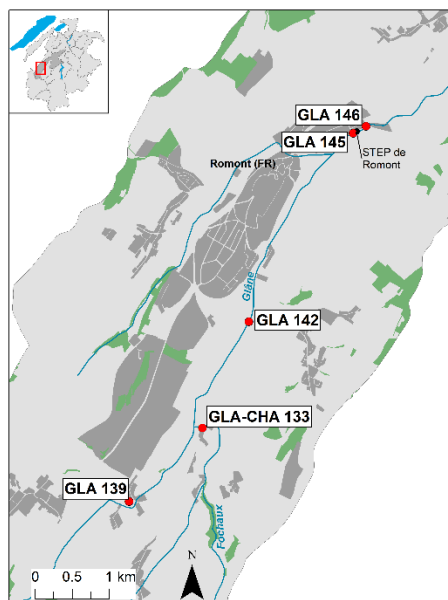 GLA 146
GLA 145
STEP de
Romont
Romont (FR)
Glâne
GLA 142
GLA-CHA 133
GLA 139
Fochaux
N
0 0.5 1 km